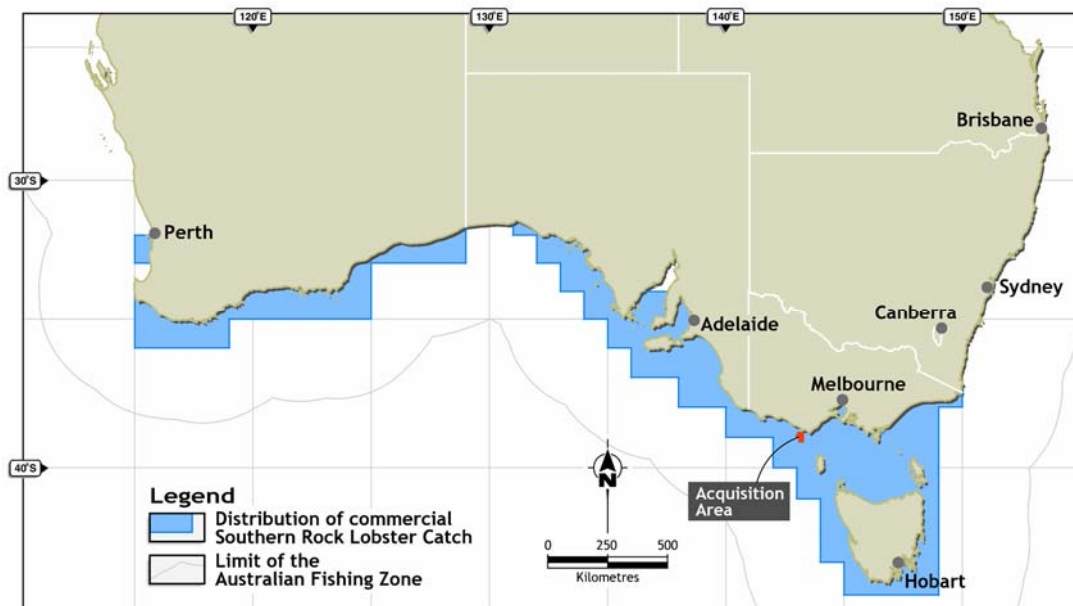 120°E
130°E
140°E
150°E
Brisbane
30°S
Perth
Sydney
Canberra
Adelaide
Melbourne
40°S
N
Acquisition
Area
Legend
Distribution of commercial
Southern Rock Lobster Catch
Limit of the
Australian Fishing Zone
0 250 500
Kilometres
Hobart